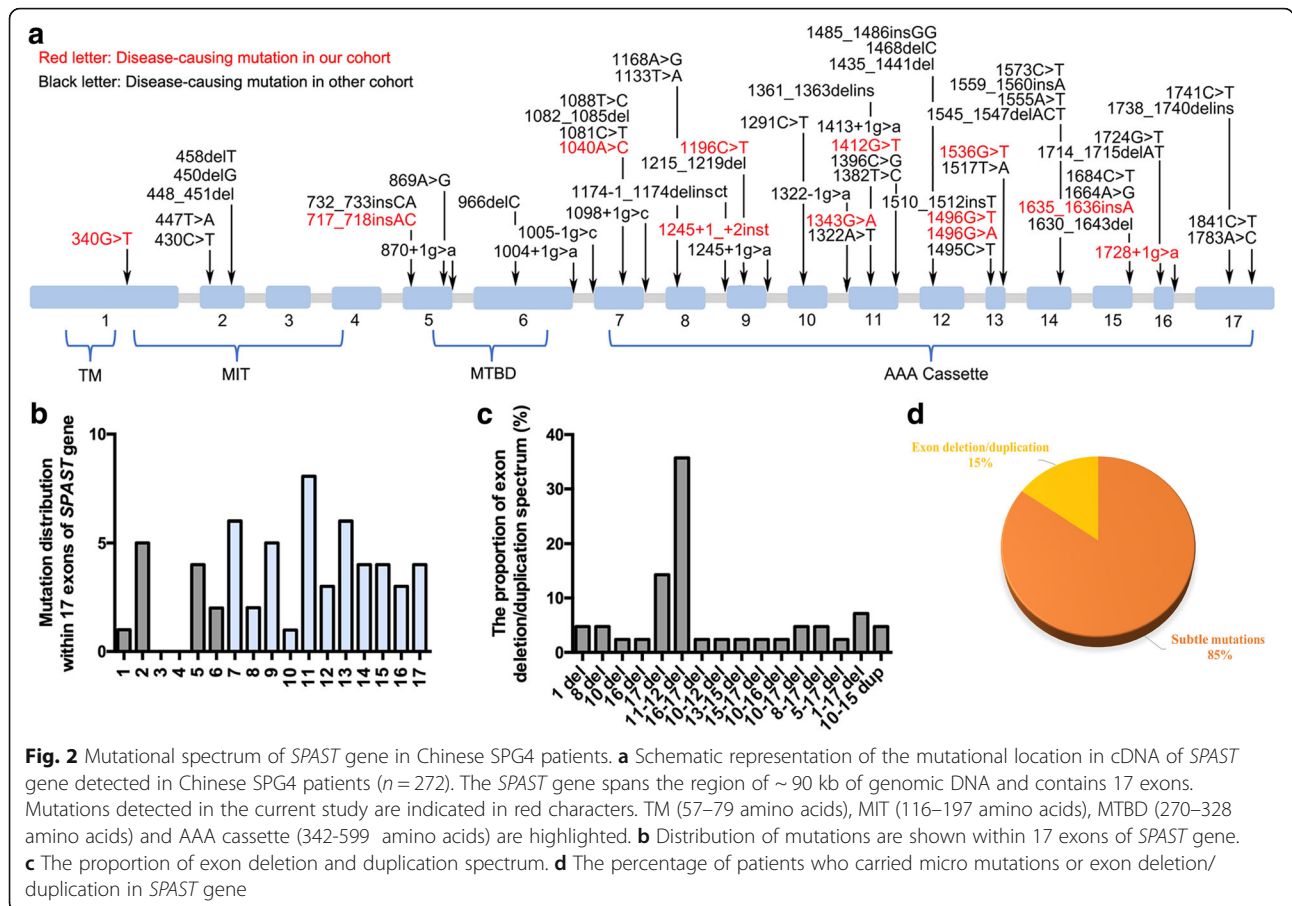 a
Red letter: Disease-causing mutation in our cohort
Black letter: Disease-causing mutation in other cohort
340G>T
458delT
450delG
448_451del
447T>A
430C>T
732_733insCA
717_718insAC
869A>G
870+1g>a
966delC
1004+1g>a
1005-1g>c
1088T>C
1082_1085del
1081C>T
1040A>C
1098+1g>c
1168A>G
1133T>A
1174-1_1174delinsct
1196C>T
1215_1219del
1245+1_+2inst
1245+1g>a
1291C>T
1322-1g>a
1343G>A
1322A>T
1361_1363delins
1413+1g>a
1412G>T
1396C>G
1382T>C
1485_1486insGG
1468delC
1435_1441del
1510_1512insT
1496G>T
1496G>A
1495C>T
1536G>T
1517T>A
1573C>T
1559_1560insA
1555A>T
1545_1547delACT
1724G>T
1714_1715delAT
1684C>T
1664A>G
1635_1636insA
1630_1643del
1728+1g>a
1741C>T
1738_1740delins
1841C>T
1783A>C
1 2 3 4 5 6 7 8 9 10 11 12 13 14 15 16 17
TM MIT MTBD AAA Cassette
b
Mutation distribution
within 17 exons of SPAST gene
10
5
0
1 2 3 4 5 6 7 8 9 10 11 12 13 14 15 16 17
c
The proportion of exon
deletion/duplication spectrum (%)
40
30
20
10
0
1 del
8 del
10 del
16 del
17 del
11-12 del
16-17 del
10-12 del
13-15 del
15-17 del
10-16 del
10-17 del
8-17 del
5-17 del
1-17 del
10-15 dup
d
Exon deletion/duplication
15%
Subtle mutations
85%
Fig. 2 Mutational spectrum of SPAST gene in Chinese SPG4 patients. a Schematic representation of the mutational location in cDNA of SPAST
gene detected in Chinese SPG4 patients (n = 272). The SPAST gene spans the region of ~ 90 kb of genomic DNA and contains 17 exons.
Mutations detected in the current study are indicated in red characters. TM (57–79 amino acids), MIT (116–197 amino acids), MTBD (270–328
amino acids) and AAA cassette (342-599 amino acids) are highlighted. b Distribution of mutations are shown within 17 exons of SPAST gene.
c The proportion of exon deletion and duplication spectrum. d The percentage of patients who carried micro mutations or exon deletion/
duplication in SPAST gene